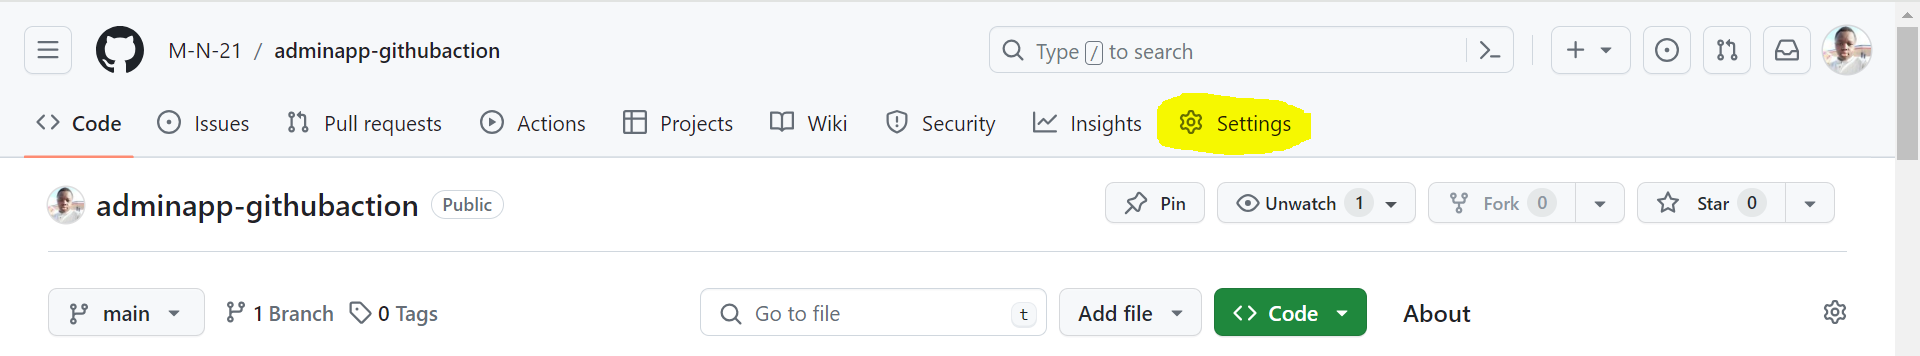 M-N-21 / adminapp-githubaction Type / to search
Code Issues Pull requests Actions Projects Wiki Security Insights Settings
adminapp-githubaction Public Pin Unwatch 1 Fork 0 Star 0
main 1 Branch 0 Tags Go to file t Add file Code About